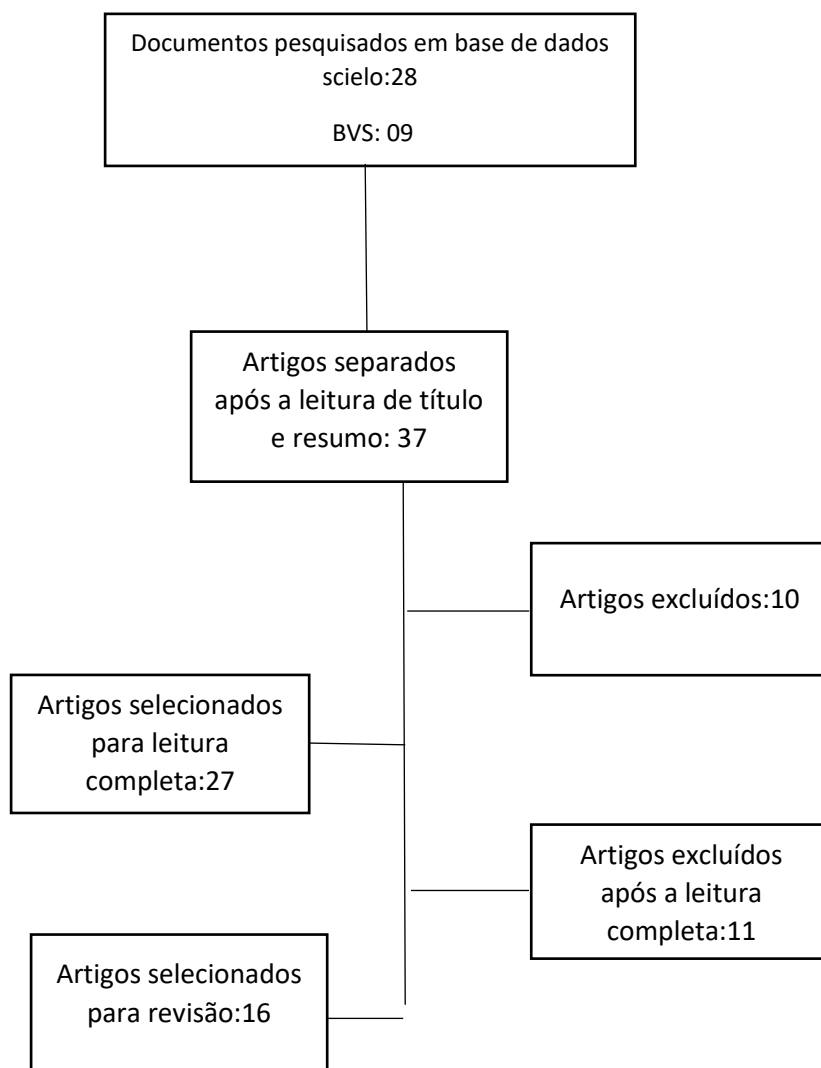 Documentos pesquisados em base de dados
scielo:28
BVS: 09
Artigos separados
após a leitura de título
e resumo: 37
Artigos excluídos:10
Artigos selecionados
para leitura
completa:27
Artigos excluídos
após a leitura
completa:11
Artigos selecionados
para revisão:16